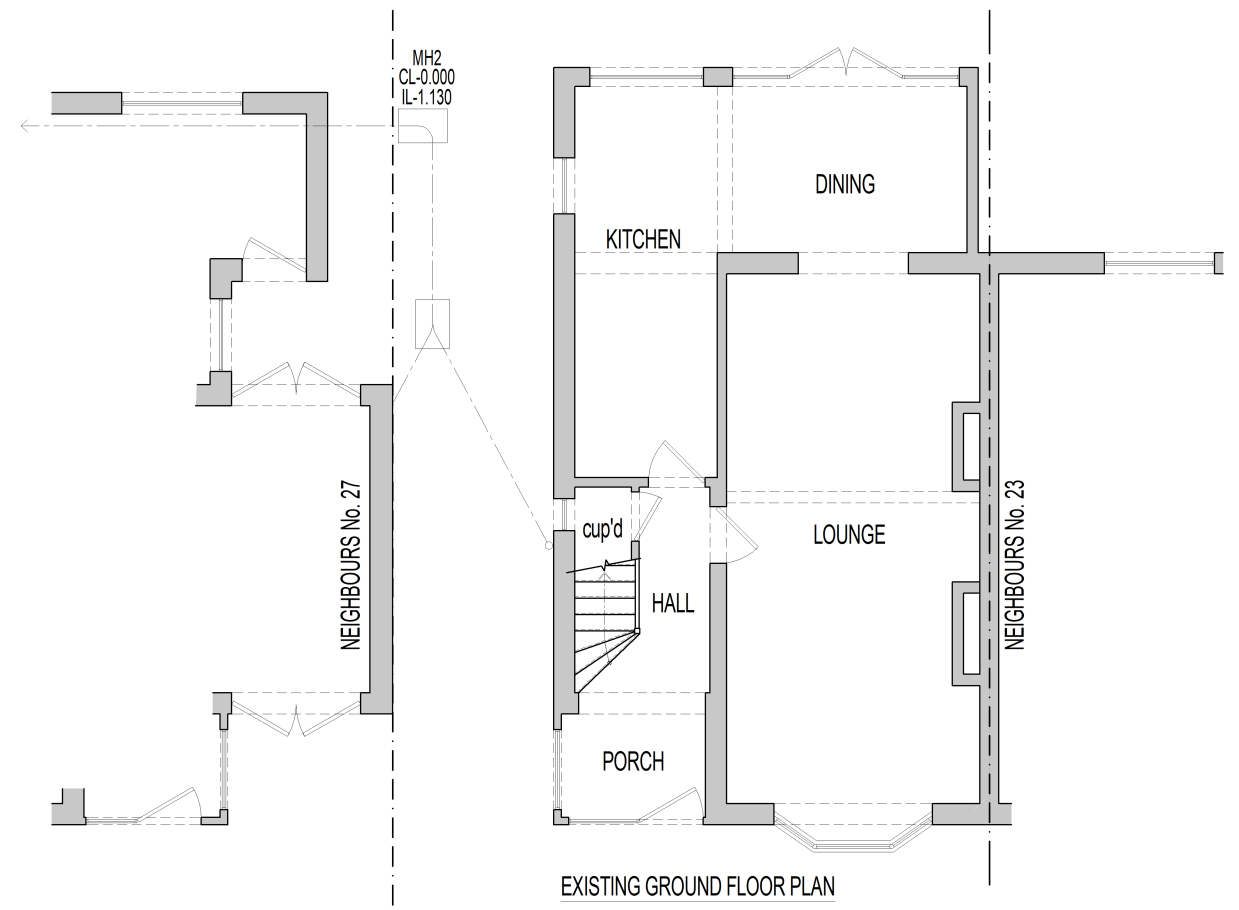 MH2
CL-0.000
IL-1.130
DINING
KITCHEN
NEIGHBOURS No. 27
cup'd
LOUNGE
NEIGHBOURS No. 23
HALL
PORCH
EXISTING GROUND FLOOR PLAN